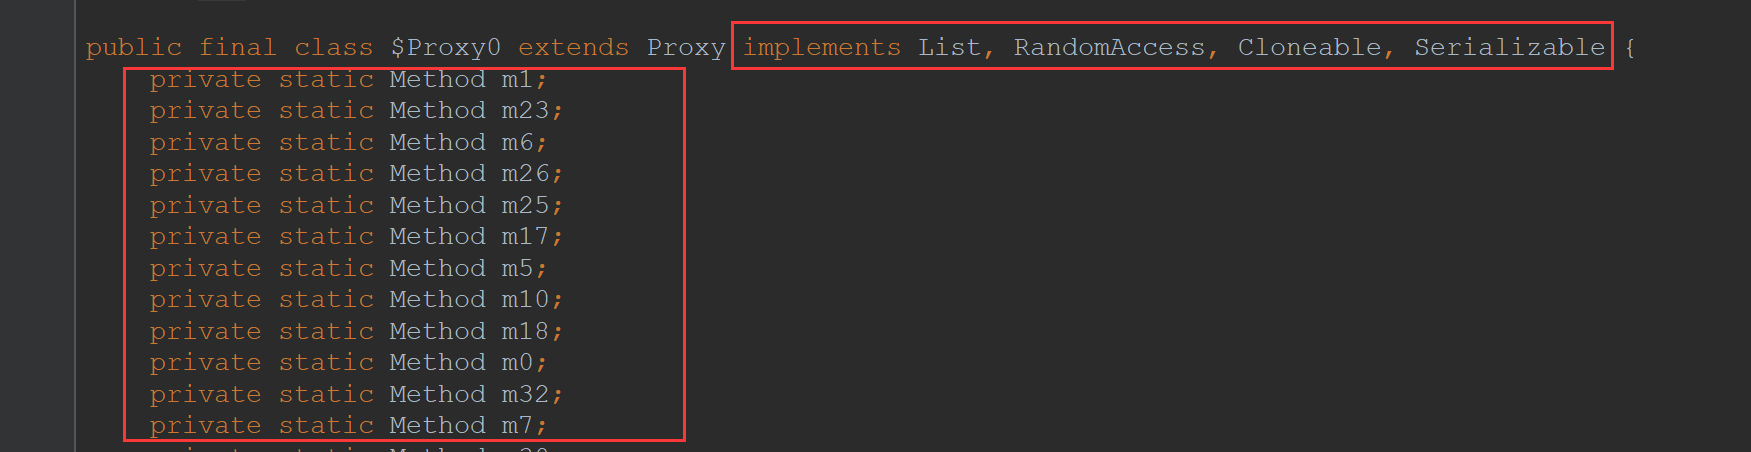 public final class $Proxy0 extends Proxy implements List, RandomAccess, Cloneable, Serializable {
private static Method m1;
private static Method m23;
private static Method m6;
private static Method m26;
private static Method m25;
private static Method m17;
private static Method m5;
private static Method m10;
private static Method m18;
private static Method m0;
private static Method m32;
private static Method m7;